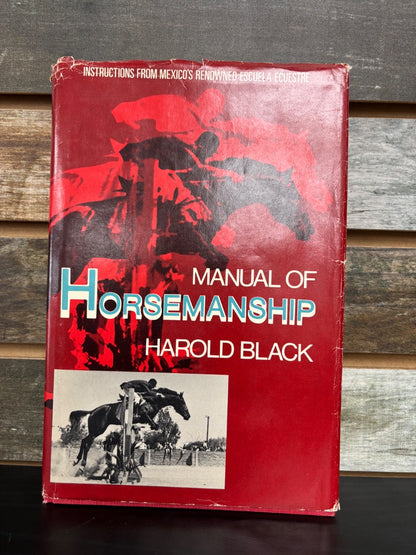 INSTRUCTIONS FROM MEXICO'S RENOWNED ESCUELA ECUESTRE
MANUAL OF
HORSEMANSHIP
HAROLD BLACK